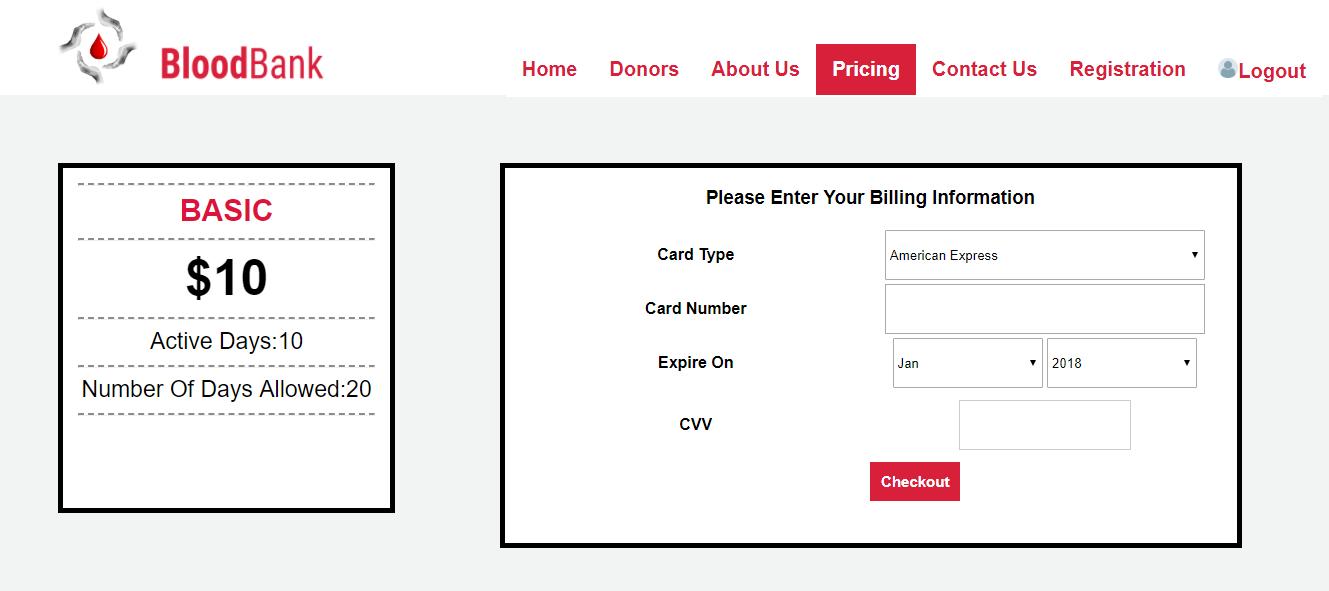 BloodBank
Home Donors About Us Pricing Contact Us Registration Logout
BASIC
$10
Active Days:10
Number Of Days Allowed:20
Please Enter Your Billing Information
Card Type American Express
Card Number
Expire On Jan 2018
CVV
Checkout